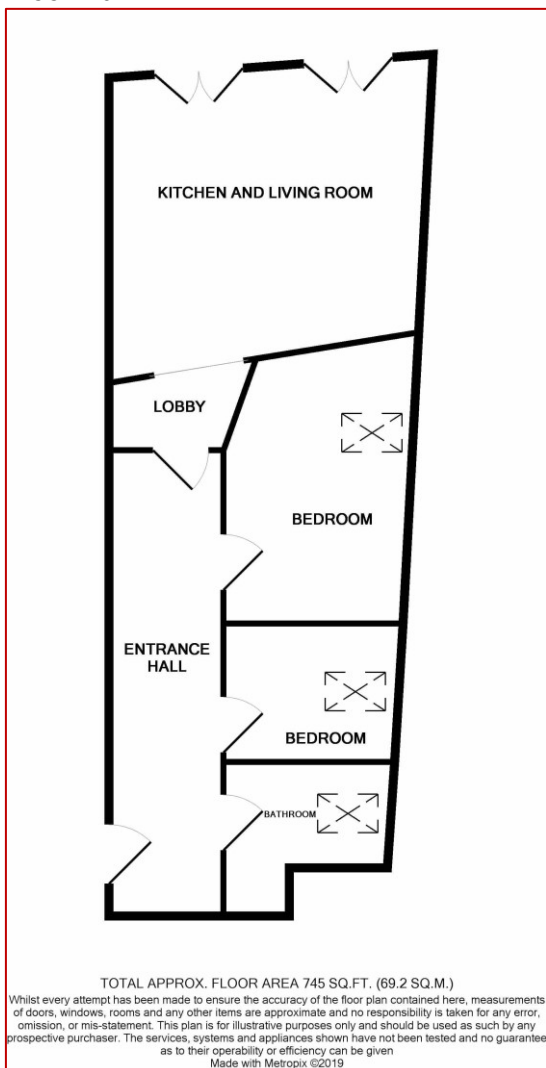 KITCHEN AND LIVING ROOM
LOBBY
BEDROOM
ENTRANCE
HALL
BEDROOM
BATHROOM
TOTAL APPROX. FLOOR AREA 745 SQ.FT. (69.2 SQ.M.)
Whilst every attempt has been made to ensure the accuracy of the floor plan contained here, measurements
of doors, windows, rooms and any other items are approximate and no responsibility is taken for any error,
omission, or mis-statement. This plan is for illustrative purposes only and should be used as such by any
prospective purchaser. The services, systems and appliances shown have not been tested and no guarantee
as to their operability or efficiency can be given
Made with Metropix ©2019